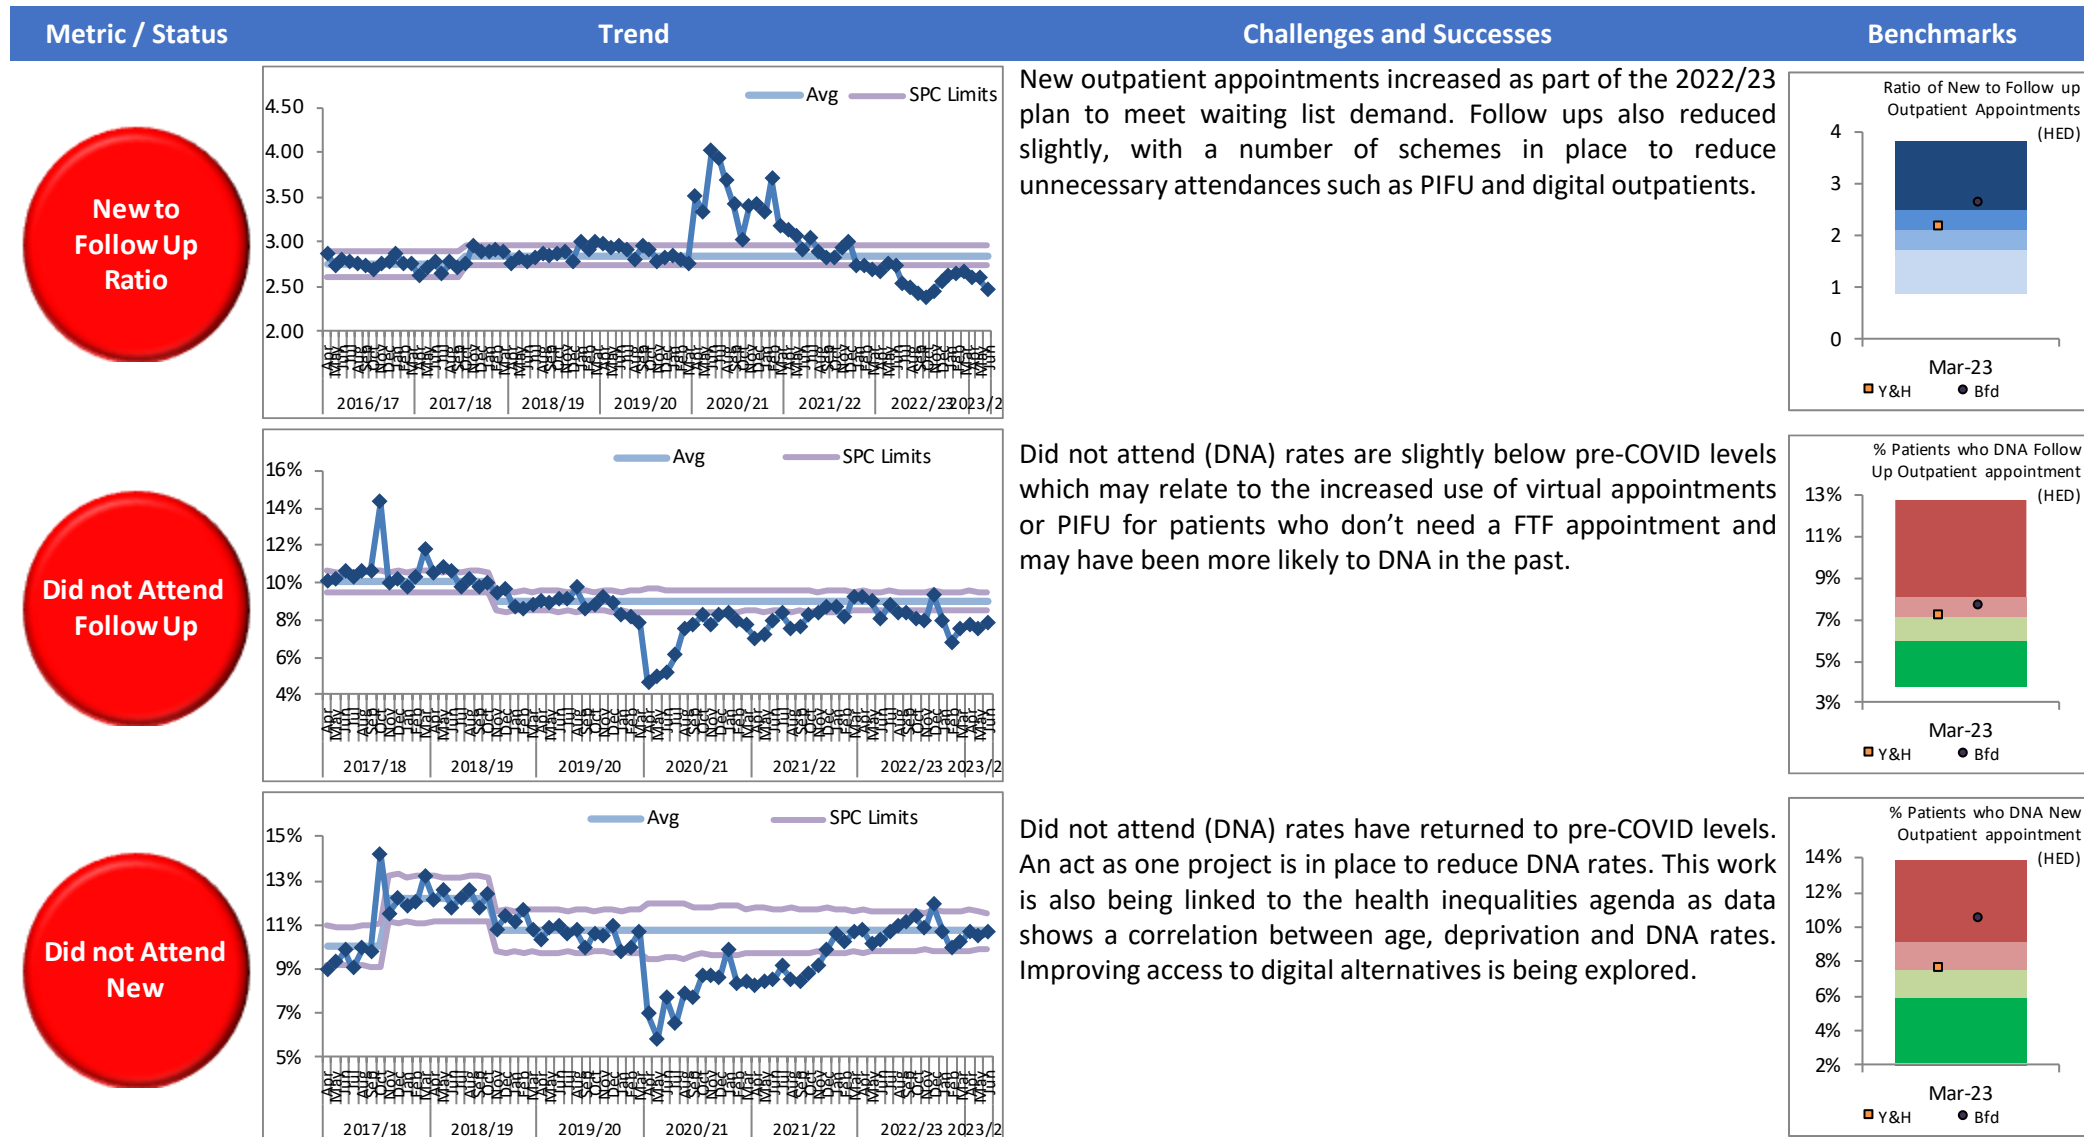 Metric / Status
Trend
Challenges and Successes
Benchmarks
New to
Follow Up
Ratio
Avg
SPC Limits
4.50
4.00
3.50
3.00
2.50
2.00
2016/17
2017/18
2018/19
2019/20
2020/21
2021/22
2022/23
2023/2
New outpatient appointments increased as part of the 2022/23
plan to meet waiting list demand. Follow ups also reduced
slightly, with a number of schemes in place to reduce
unnecessary attendances such as PIFU and digital outpatients.
Ratio of New to Follow up
Outpatient Appointments
(HED)
4
3
2
1
0
Mar-23
Y&H
Bfd
Did not Attend
Follow Up
Avg
SPC Limits
16%
14%
12%
10%
8%
6%
4%
2017/18
2018/19
2019/20
2020/21
2021/22
2022/23
2023/2
Did not attend (DNA) rates are slightly below pre-COVID levels
which may relate to the increased use of virtual appointments
or PIFU for patients who don’t need a FTF appointment and
may have been more likely to DNA in the past.
% Patients who DNA Follow
Up Outpatient appointment
(HED)
13%
11%
9%
7%
5%
3%
Mar-23
Y&H
Bfd
Did not Attend
New
Avg
SPC Limits
15%
13%
11%
9%
7%
5%
2017/18
2018/19
2019/20
2020/21
2021/22
2022/23
2023/2
Did not attend (DNA) rates have returned to pre-COVID levels.
An act as one project is in place to reduce DNA rates. This work
is also being linked to the health inequalities agenda as data
shows a correlation between age, deprivation and DNA rates.
Improving access to digital alternatives is being explored.
% Patients who DNA New
Outpatient appointment
(HED)
14%
12%
10%
8%
6%
4%
2%
Mar-23
Y&H
Bfd